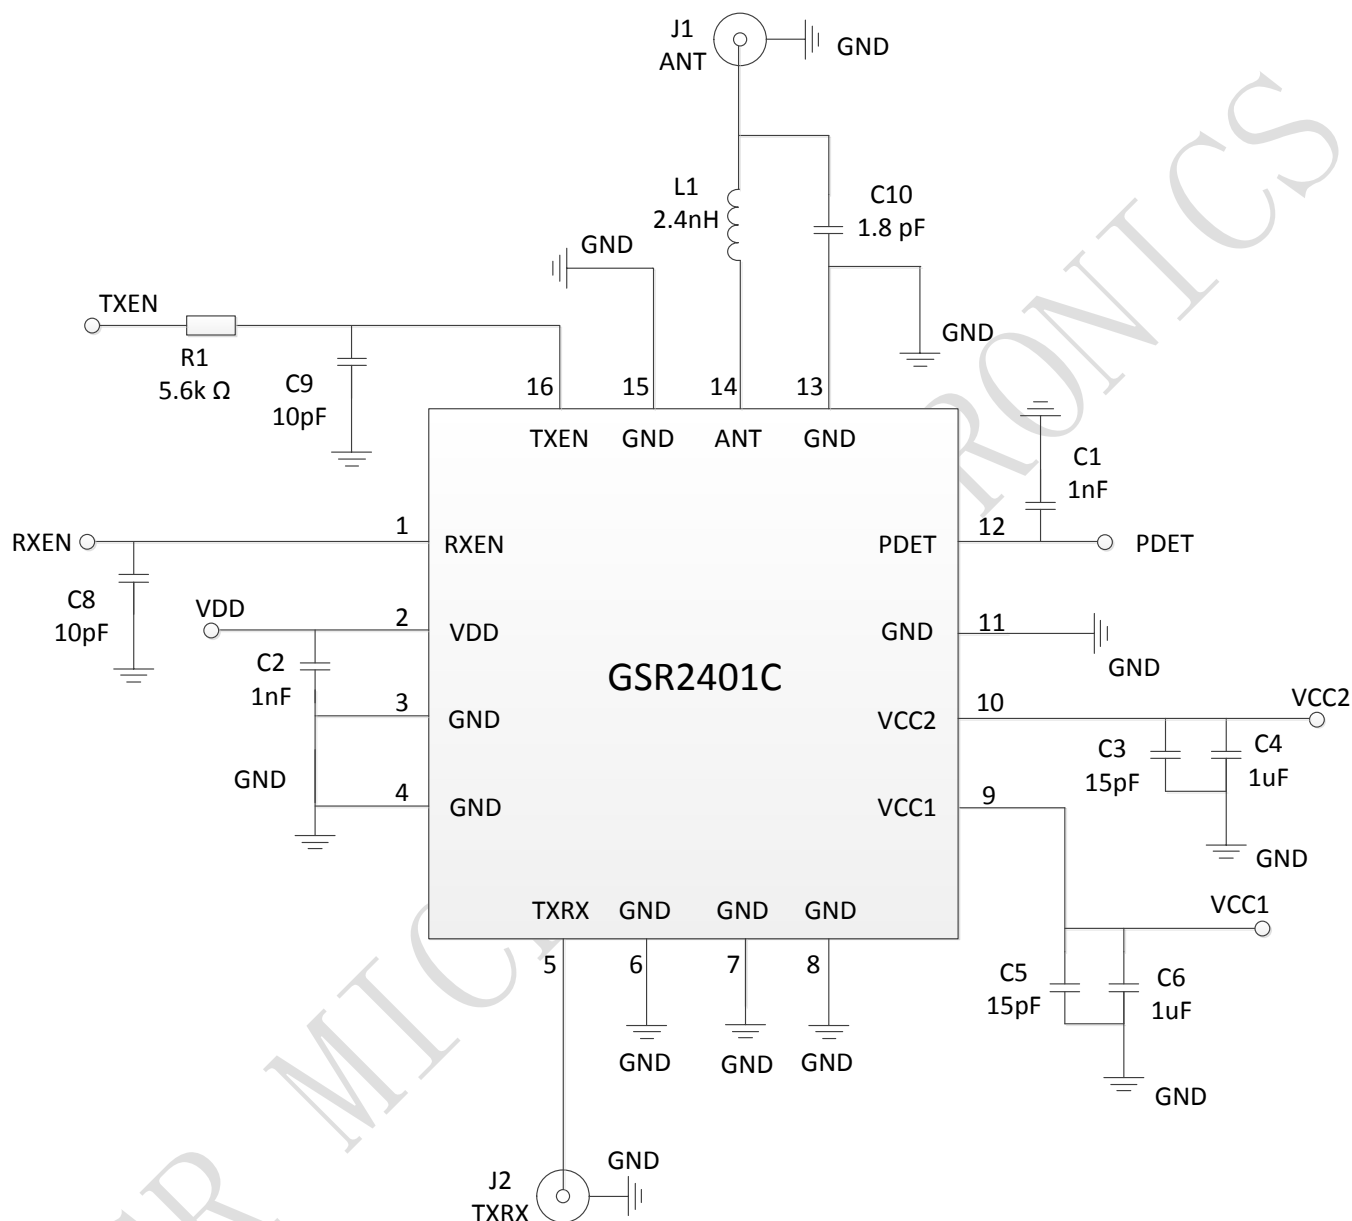 J1
ANT
GND
L1
2.4nH
C10
1.8 pF
GND
TXEN
R1
5.6k Ω
C9
10pF
GND
16
15
14
13
TXEN
GND
ANT
GND
C1
1nF
RXEN
1
RXEN
PDET
12
PDET
C8
10pF
VDD
2
VDD
GND
11
GND
C2
1nF
GSR2401C
3
GND
VCC2
10
VCC2
C3
15pF
C4
1uF
GND
4
GND
VCC1
9
GND
TXRX
GND
GND
GND
VCC1
5
6
7
8
C5
15pF
C6
1uF
GND
GND
GND
GND
J2
TXRX
GND
SR MIC
RONICS